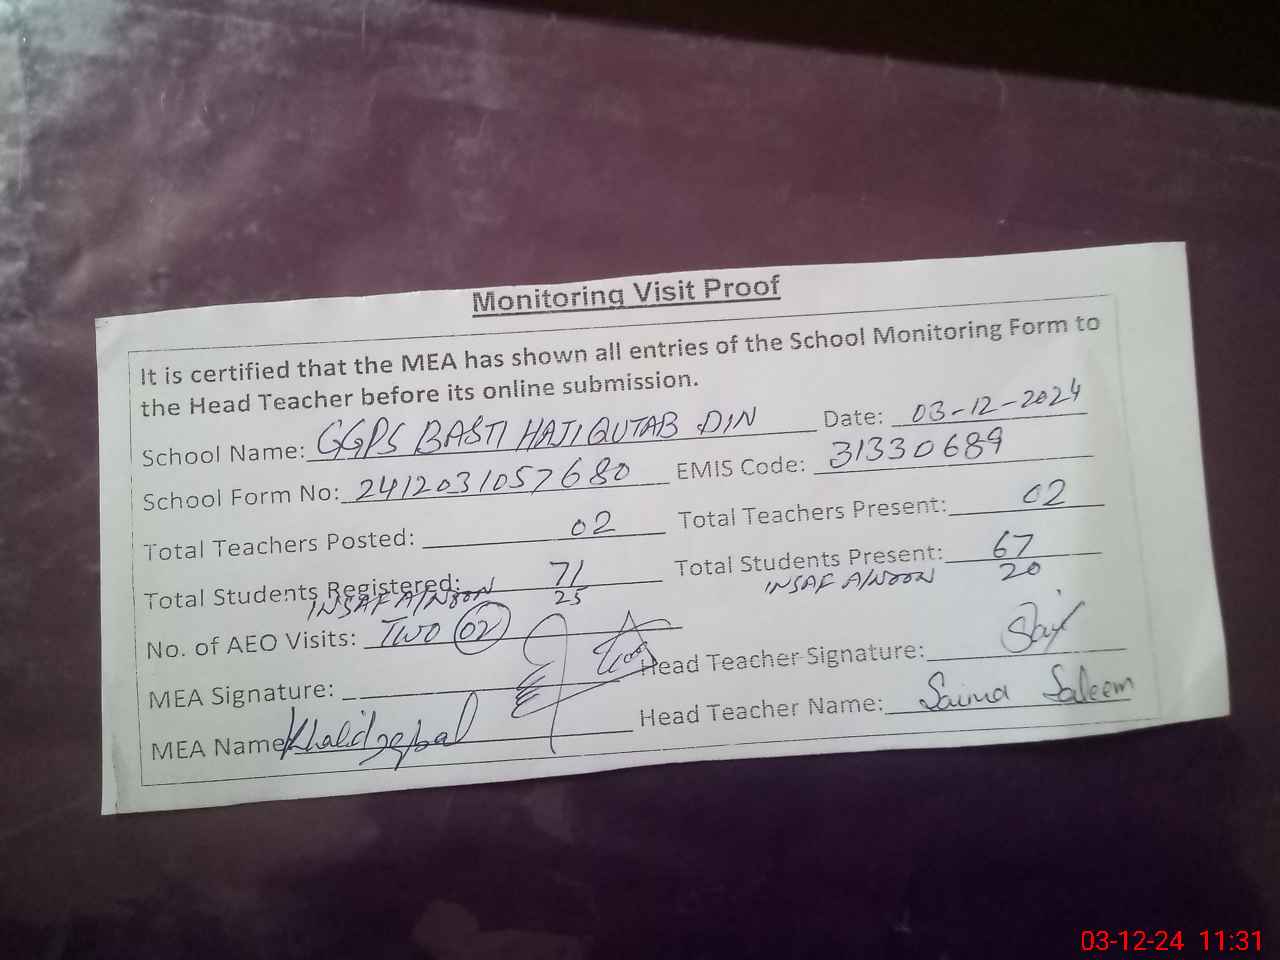 Monitoring Visit Proof
It is certified that the MEA has shown all entries of the School Monitoring Form to
the Head Teacher before its online submission.
School Name: GGPS BASTI HAJI QUTAB DIN Date: 03-12-2024
School Form No: 2412031057680 EMIS Code: 31330689
Total Teachers Posted: 02 Total Teachers Present: 02
Total Students Registered: 71 Total Students Present: 67
INSAF A/NOON 25 INSAF A/NOON 20
No. of AEO Visits: TWO 02
MEA Signature: Head Teacher Signature:
MEA Name Khalid Iqbal Head Teacher Name: Saima Saleem
03-12-24 11:31